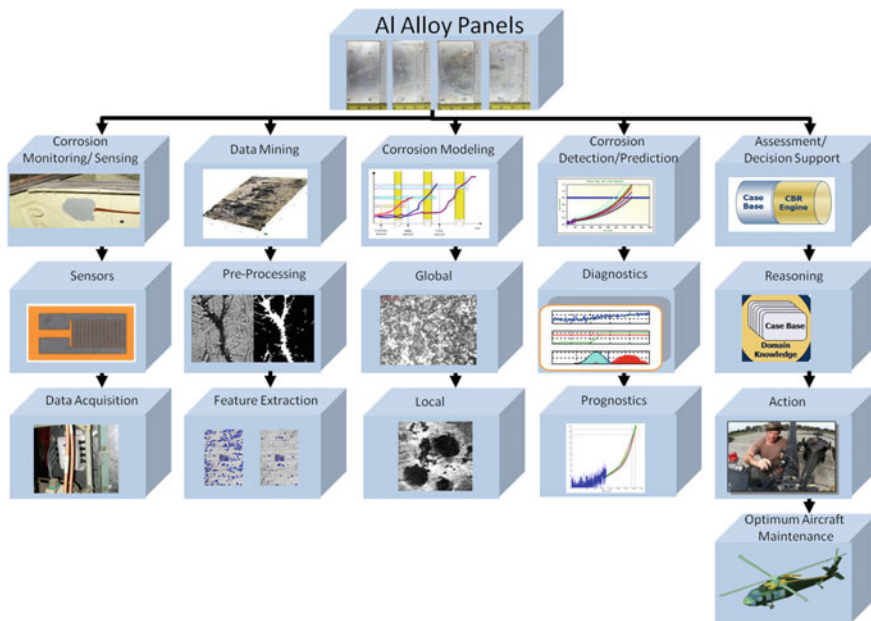 Al Alloy Panels
Corrosion
Monitoring/ Sensing
Data Mining
Corrosion Modeling
Corrosion
Detection/Prediction
Assessment/
Decision Support
Case
Base
CBR
Engine
Sensors
Pre-Processing
Global
Diagnostics
Reasoning
Case Base
Domain
Knowledge
Data Acquisition
Feature Extraction
Local
Prognostics
Action
Optimum Aircraft
Maintenance